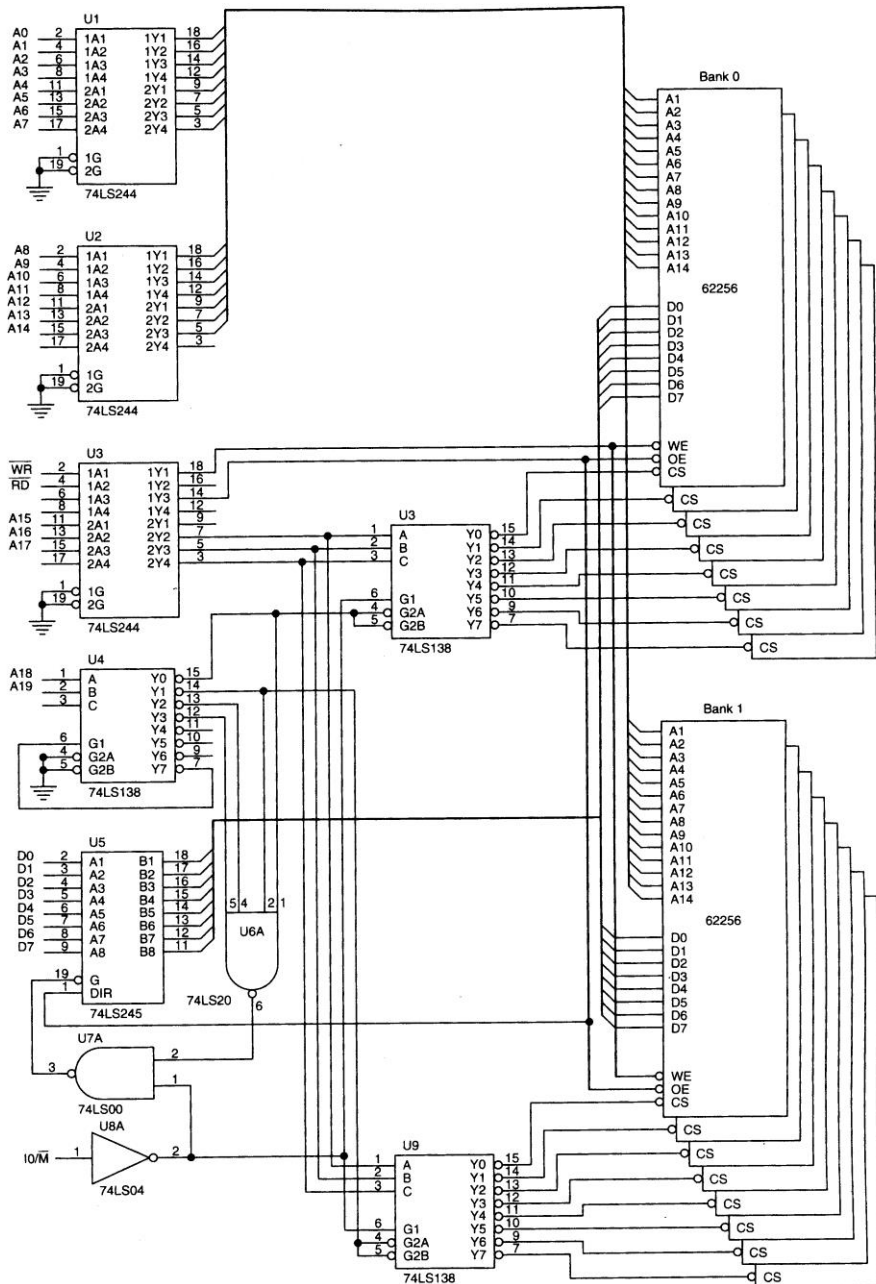 U1
A0 2 1A1 1Y1 18
A1 4 1A2 1Y2 16
A2 6 1A3 1Y3 14
A3 8 1A4 1Y4 12
A4 11 2A1 2Y1 9
A5 13 2A2 2Y2 7
A6 15 2A3 2Y3 5
A7 17 2A4 2Y4 3
1 1G
19 2G
74LS244
U2
A8 2 1A1 1Y1 18
A9 4 1A2 1Y2 16
A10 6 1A3 1Y3 14
A11 8 1A4 1Y4 12
A12 11 2A1 2Y1 9
A13 13 2A2 2Y2 7
A14 15 2A3 2Y3 5
17 2A4 2Y4 3
1 1G
19 2G
74LS244
U3
WR 2 1A1 1Y1 18
RD 4 1A2 1Y2 16
6 1A3 1Y3 14
8 1A4 1Y4 12
A15 11 2A1 2Y1 9
A16 13 2A2 2Y2 7
A17 15 2A3 2Y3 5
17 2A4 2Y4 3
1 1G
19 2G
74LS244
U4
A18 1 A Y0 15
A19 2 B Y1 14
3 C Y2 13
Y3 12
Y4 11
6 G1 Y5 10
4 G2A Y6 9
5 G2B Y7 7
74LS138
U5
D0 2 A1 B1 18
D1 3 A2 B2 17
D2 4 A3 B3 16
D3 5 A4 B4 15
D4 6 A5 B5 14
D5 7 A6 B6 13
D6 8 A7 B7 12
D7 9 A8 B8 11
19 G
1 DIR
74LS245
U7A
3 2
1
74LS00
U8A
IO/M 1 2
74LS04
5 4 2 1
U6A
74LS20
6
U3
1 A Y0 15
2 B Y1 14
3 C Y2 13
Y3 12
Y4 11
6 G1 Y5 10
4 G2A Y6 9
5 G2B Y7 7
74LS138
U9
1 A Y0 15
2 B Y1 14
3 C Y2 13
Y3 12
Y4 11
6 G1 Y5 10
4 G2A Y6 9
5 G2B Y7 7
74LS138
Bank 0
A1
A2
A3
A4
A5
A6
A7
A8
A9
A10
A11
A12
A13
A14
62256
D0
D1
D2
D3
D4
D5
D6
D7
WE
OE
CS
CS
CS
CS
CS
CS
CS
CS
Bank 1
A1
A2
A3
A4
A5
A6
A7
A8
A9
A10
A11
A12
A13
A14
62256
D0
D1
D2
D3
D4
D5
D6
D7
WE
OE
CS
CS
CS
CS
CS
CS
CS
CS